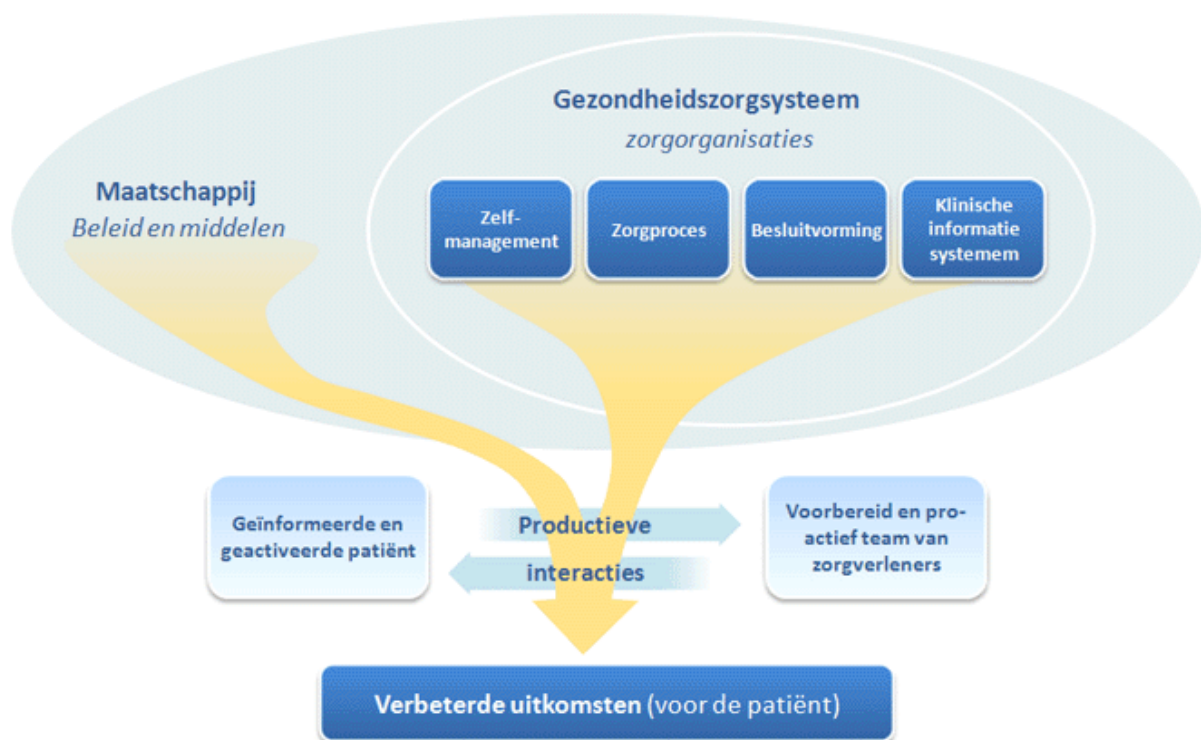 Gezondheidszorgsysteem
zorgorganisaties
Maatschappij
Beleid en middelen
Zelf-
management
Zorgproces
Besluitvorming
Klinische
informatie
systemem
Geïnformeerde en
geactiveerde patiënt
Productieve
interacties
Voorbereid en pro-
actief team van
zorgverleners
Verbeterde uitkomsten (voor de patiënt)